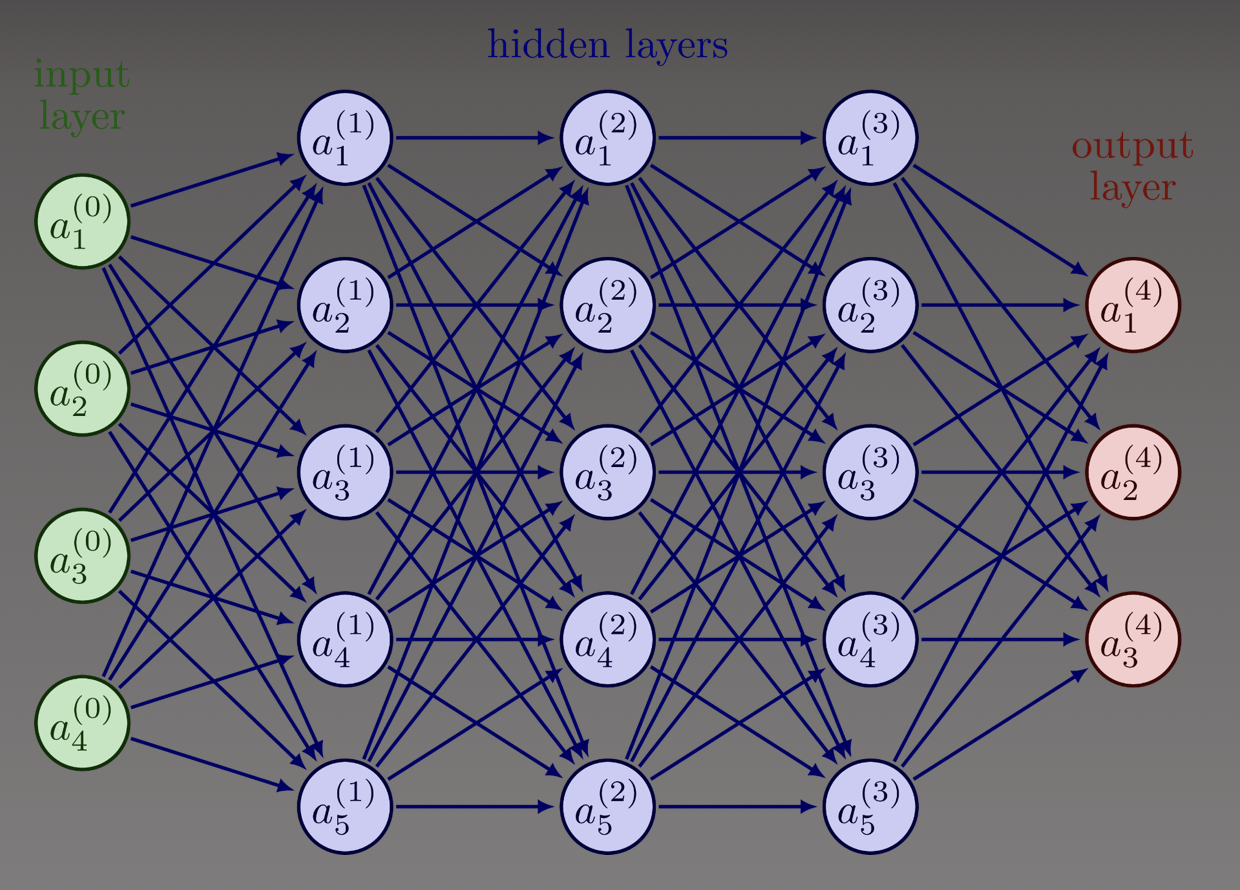 hidden layers
input
layer
output
layer
a_1^{(0)}
a_2^{(0)}
a_3^{(0)}
a_4^{(0)}
a_1^{(1)}
a_2^{(1)}
a_3^{(1)}
a_4^{(1)}
a_5^{(1)}
a_1^{(2)}
a_2^{(2)}
a_3^{(2)}
a_4^{(2)}
a_5^{(2)}
a_1^{(3)}
a_2^{(3)}
a_3^{(3)}
a_4^{(3)}
a_5^{(3)}
a_1^{(4)}
a_2^{(4)}
a_3^{(4)}